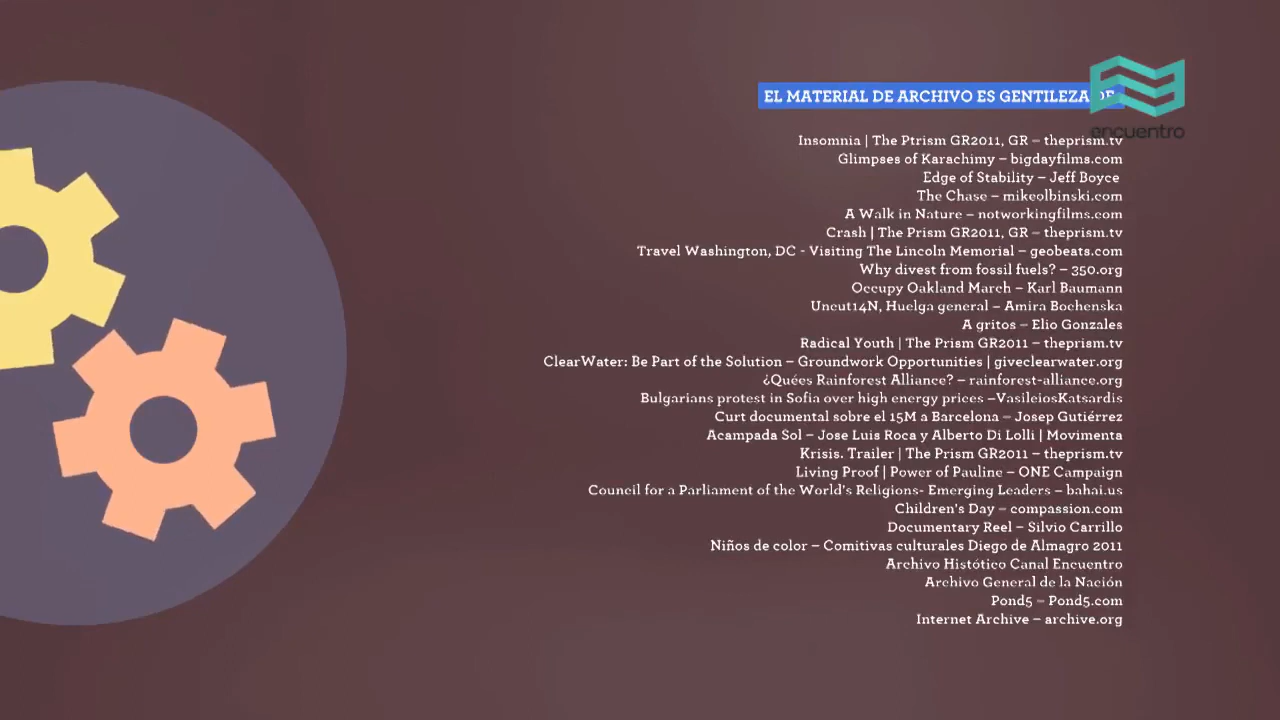 EL MATERIAL DE ARCHIVO ES GENTILEZA DE
encuentro
Insomnia | The Ptrism GR2011, GR – theprism.tv
Glimpses of Karachimy – bigdayfilms.com
Edge of Stability – Jeff Boyce
The Chase – mikeolbinski.com
A Walk in Nature – notworkingfilms.com
Crash | The Prism GR2011, GR – theprism.tv
Travel Washington, DC - Visiting The Lincoln Memorial – geobeats.com
Why divest from fossil fuels? – 350.org
Occupy Oakland March – Karl Baumann
Uncut14N, Huelga general – Amira Bochenska
A gritos – Elio Gonzales
Radical Youth | The Prism GR2011 – theprism.tv
ClearWater: Be Part of the Solution – Groundwork Opportunities | giveclearwater.org
¿Quées Rainforest Alliance? – rainforest-alliance.org
Bulgarians protest in Sofia over high energy prices –VasileiosKatsardis
Curt documental sobre el 15M a Barcelona – Josep Gutiérrez
Acampada Sol – Jose Luis Roca y Alberto Di Lolli | Movimenta
Krisis. Trailer | The Prism GR2011 – theprism.tv
Living Proof | Power of Pauline – ONE Campaign
Council for a Parliament of the World's Religions- Emerging Leaders – bahai.us
Children's Day – compassion.com
Documentary Reel – Silvio Carrillo
Niños de color – Comitivas culturales Diego de Almagro 2011
Archivo Histótico Canal Encuentro
Archivo General de la Nación
Pond5 – Pond5.com
Internet Archive – archive.org